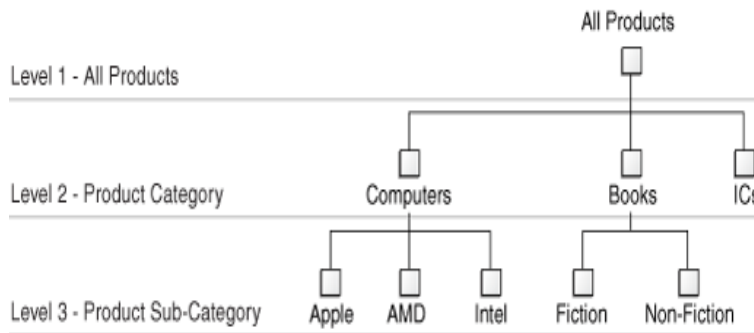 All Products
Level 1 - All Products
Level 2 - Product Category
Computers
Books
ICs
Level 3 - Product Sub-Category
Apple
AMD
Intel
Fiction
Non-Fiction